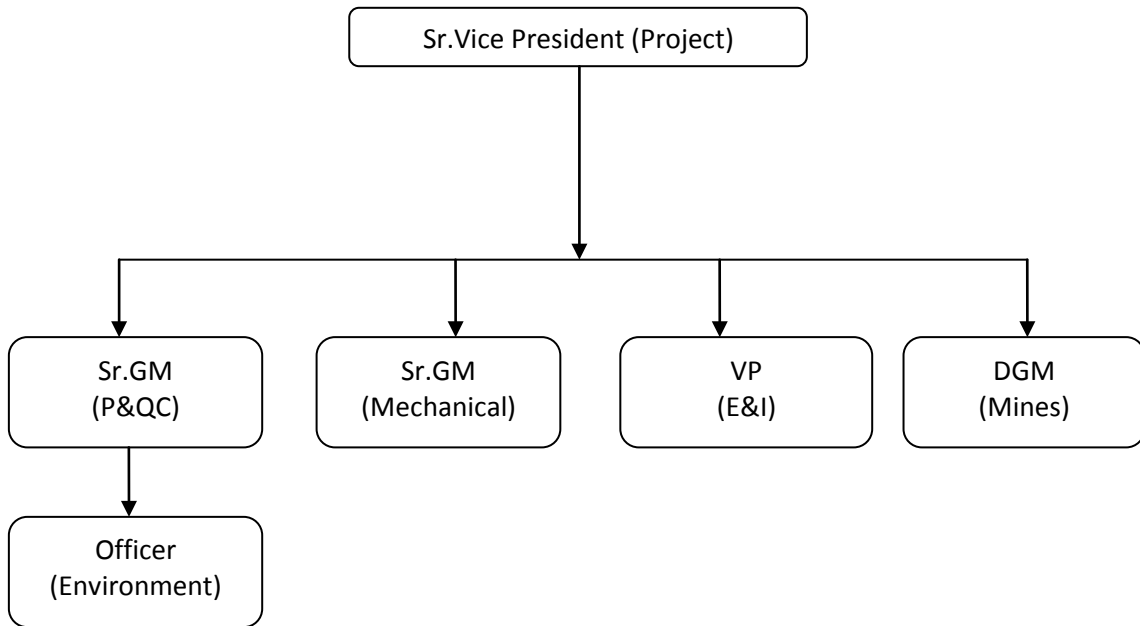 Sr.Vice President (Project)
Sr.GM
(P&QC)
Sr.GM
(Mechanical)
VP
(E&I)
DGM
(Mines)
Officer
(Environment)